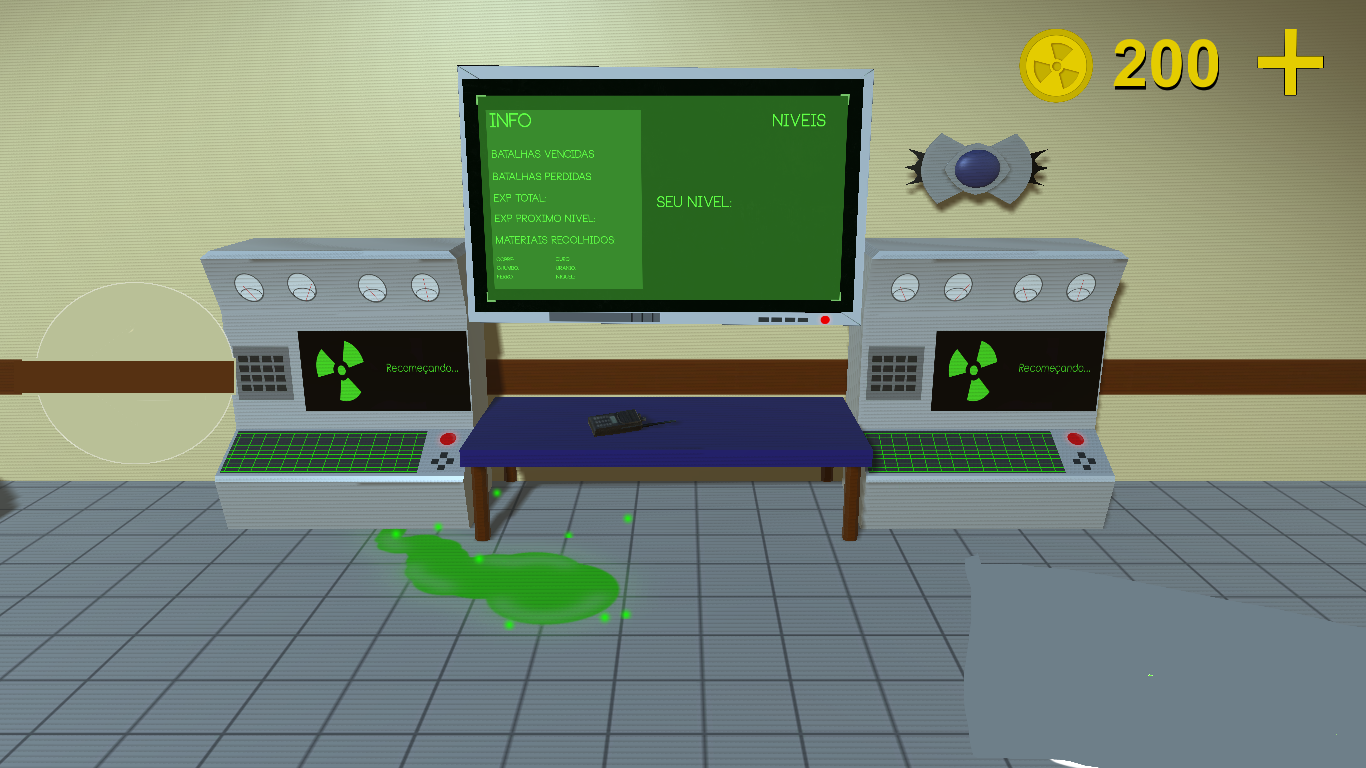 200
INFO
NIVEIS
BATALHAS VENCIDAS
BATALHAS PERDIDAS
EXP TOTAL:
EXP PROXIMO NIVEL:
MATERIAIS RECOLHIDOS
SEU NIVEL:
Recomeçando...
Recomeçando...